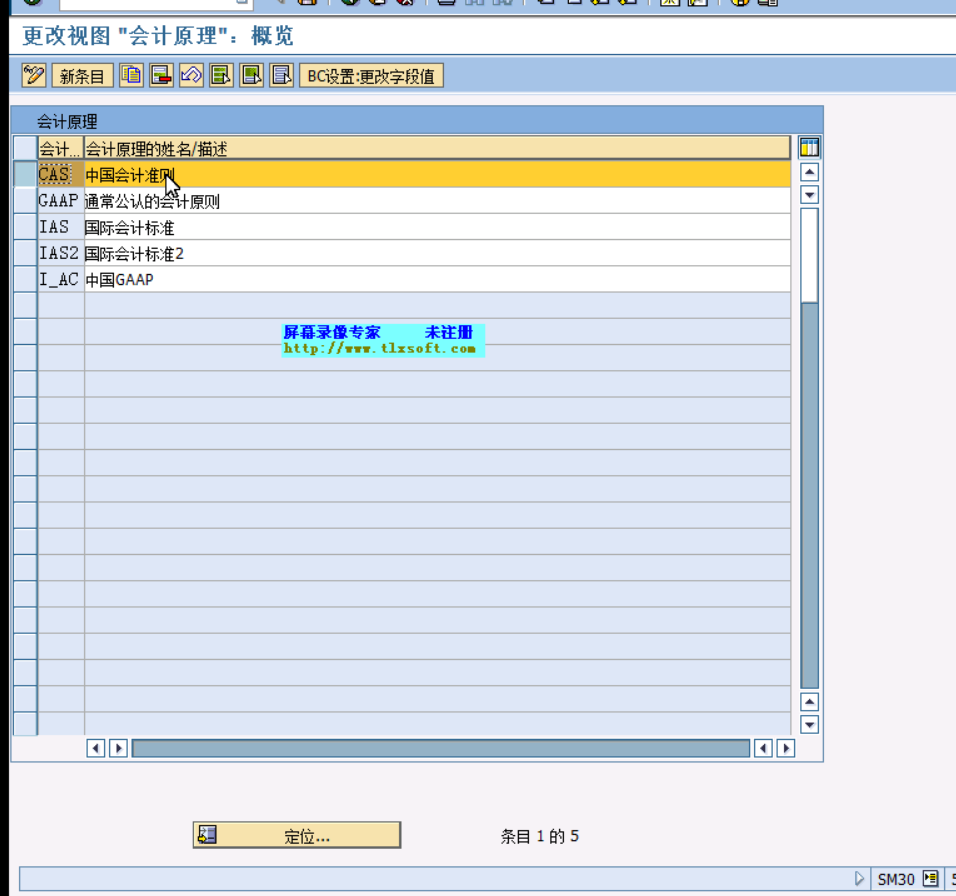 更改视图 "会计原理"： 概览
新条目 BC设置:更改字段值
会计原理
会计... 会计原理的姓名/描述
CAS 中国会计准则
GAAP 通常公认的会计原则
IAS 国际会计标准
IAS2 国际会计标准2
I_AC 中国GAAP
屏幕录像专家 未注册
http://www.tlxsoft.com
定位... 条目 1 的 5
SM30